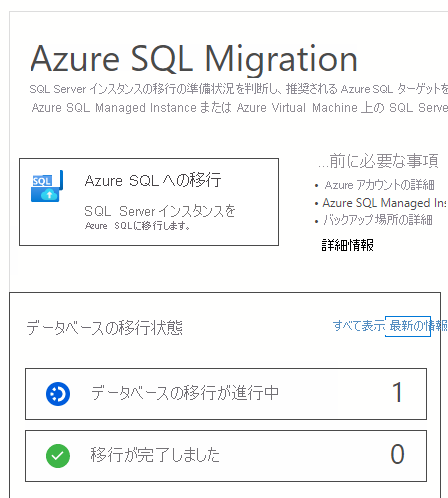 Azure SQL Migration
SQL Server インスタンスの移行の準備状況を判断し、推奨される Azure SQL ターゲットを
Azure SQL Managed Instance または Azure Virtual Machine 上の SQL Serve
Azure SQL への移行
SQL Server インスタンスを
Azure SQLに移行します。
...前に必要な事項
• Azure アカウントの詳細
• Azure SQL Managed Ins
• バックアップ場所の詳細
詳細情報
データベースの移行状態
すべて表示 最新の情報
データベースの移行が進行中 1
移行が完了しました 0